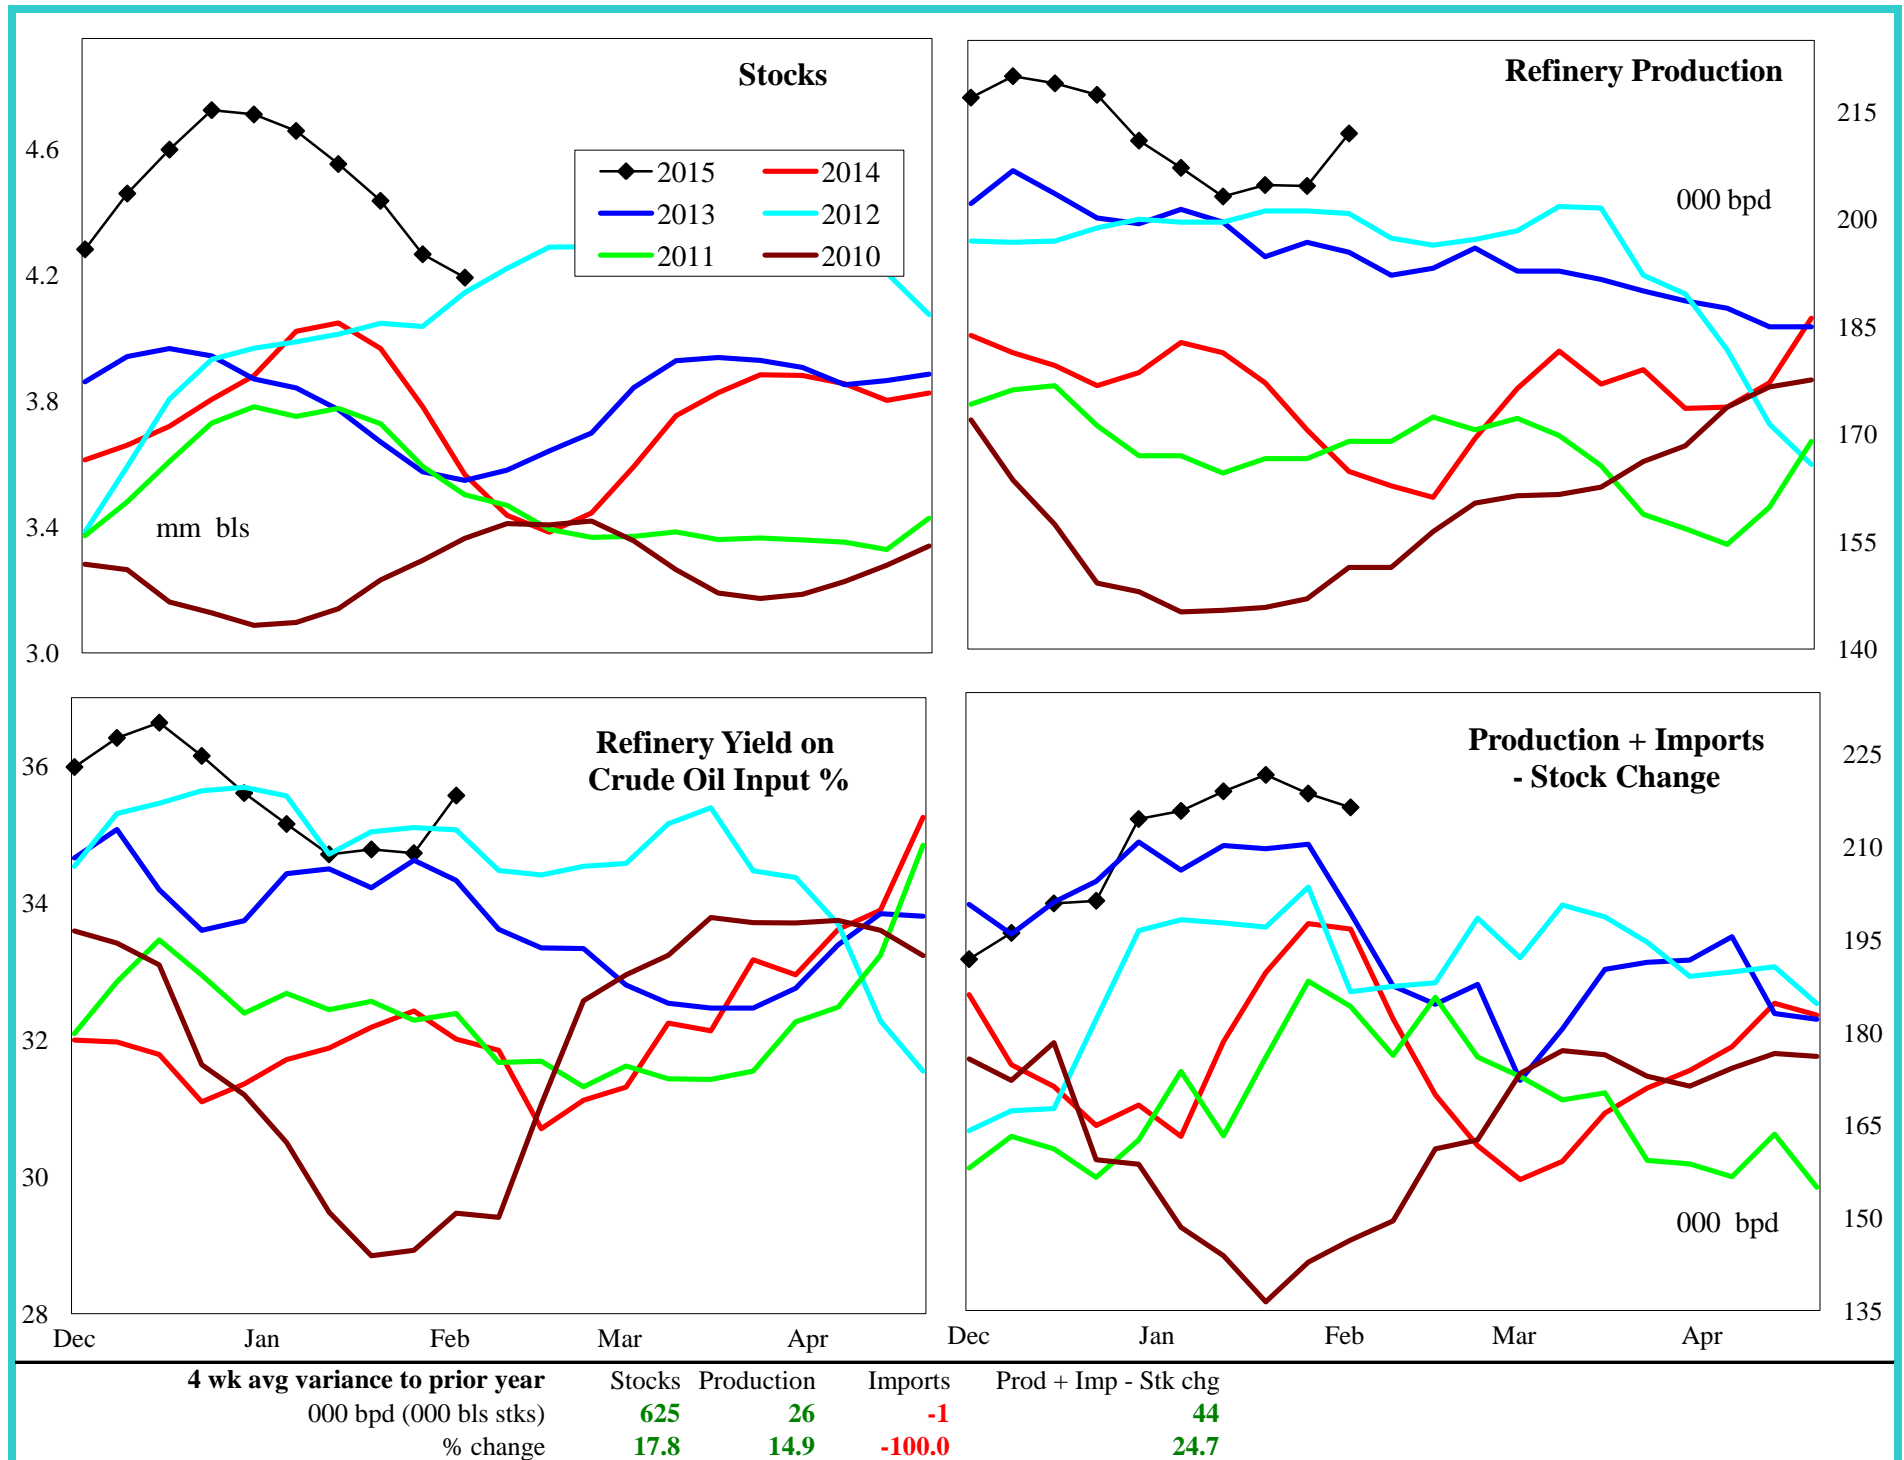 Stocks
4.6
4.2
3.8
3.4
3.0
mm bls
2015 2014
2013 2012
2011 2010
Refinery Production
000 bpd
215
200
185
170
155
140
Refinery Yield on
Crude Oil Input %
36
34
32
30
28
Dec Jan Feb Mar Apr
Production + Imports
- Stock Change
225
210
195
180
165
150
135
000 bpd
Dec Jan Feb Mar Apr
4 wk avg variance to prior year Stocks Production Imports Prod + Imp - Stk chg
000 bpd (000 bls stks) 625 26 -1 44
% change 17.8 14.9 -100.0 24.7